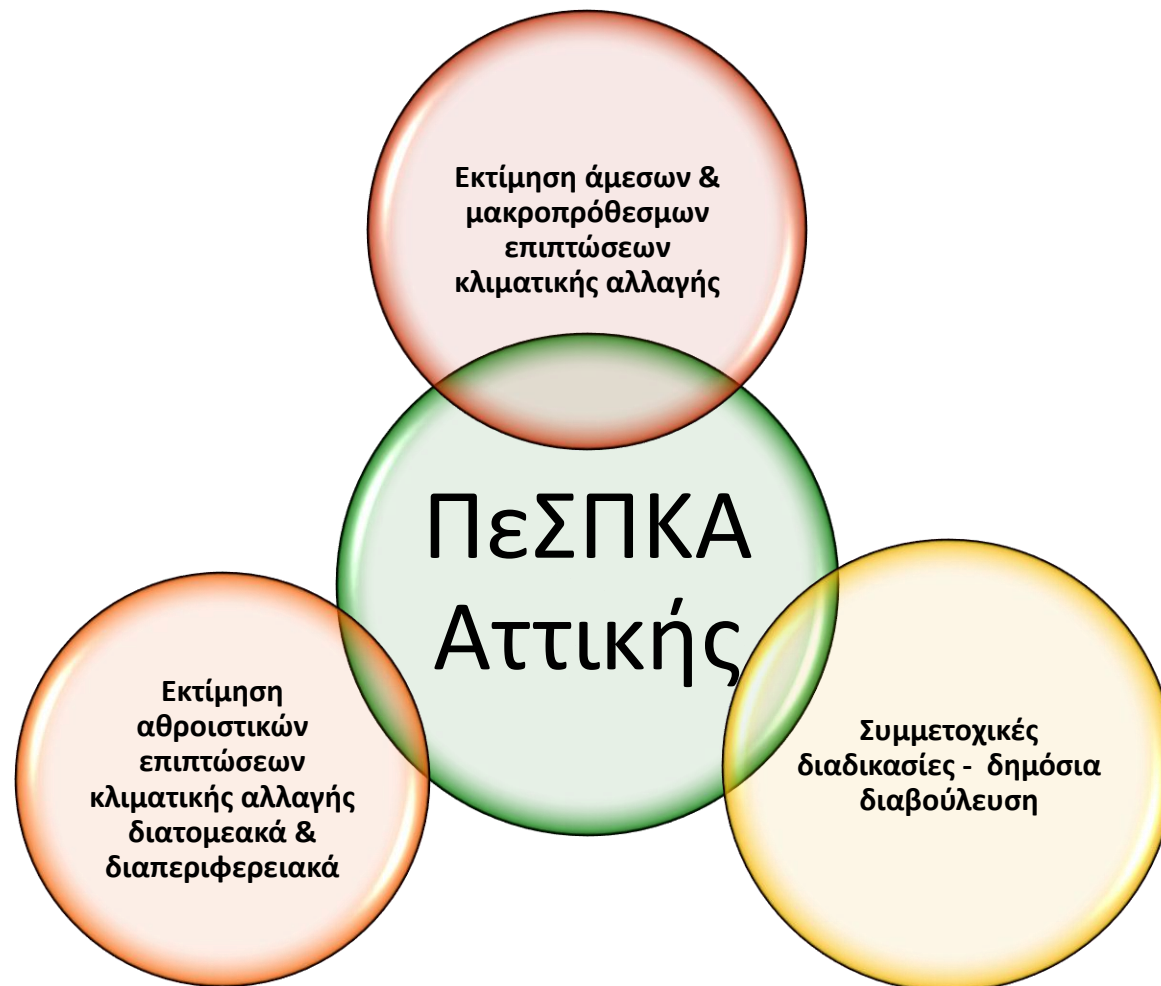 Εκτίμηση άμεσων &
μακροπρόθεσμων
επιπτώσεων
κλιματικής αλλαγής
ΠεΣΠΚΑ
Αττικής
Εκτίμηση
αθροιστικών
επιπτώσεων
κλιματικής αλλαγής
διατομεακά &
διαπεριφερειακά
Συμμετοχικές
διαδικασίες - δημόσια
διαβούλευση